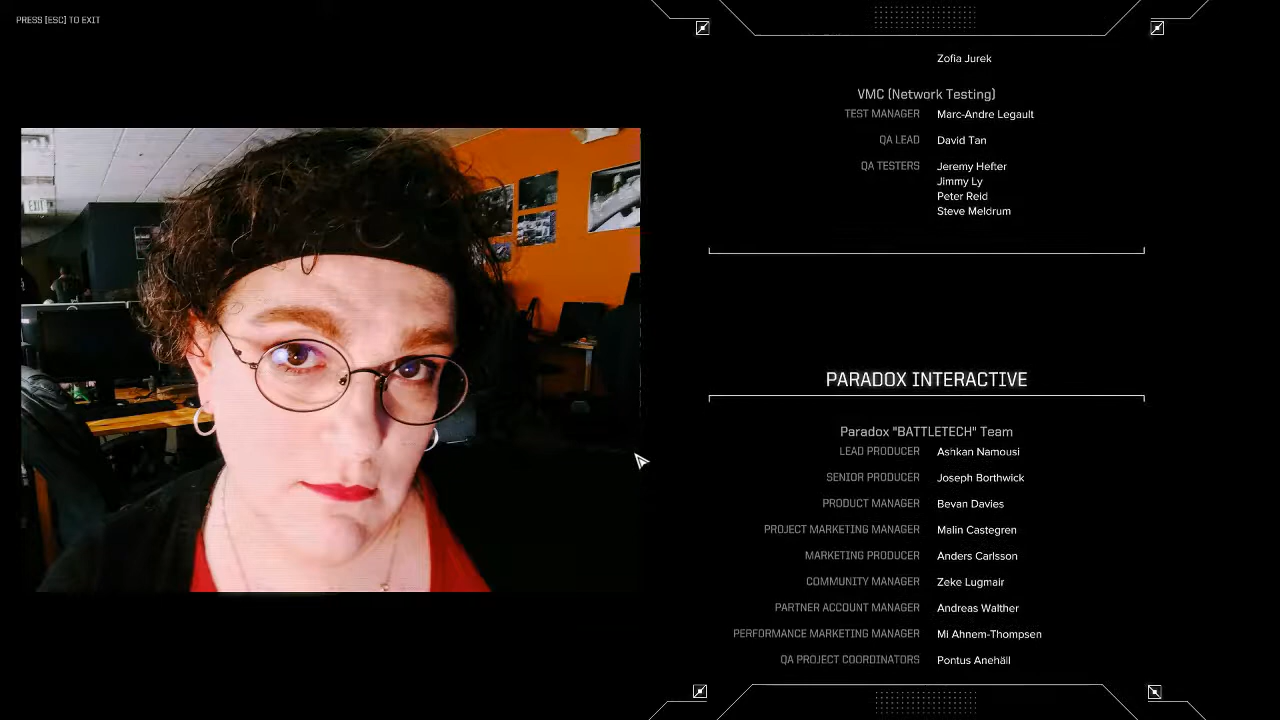 PRESS [ESC] TO EXIT
EXIT
Zofia Jurek
VMC (Network Testing)
TEST MANAGER Marc-Andre Legault
QA LEAD David Tan
QA TESTERS Jeremy Hefter
Jimmy Ly
Peter Reid
Steve Meldrum
PARADOX INTERACTIVE
Paradox "BATTLETECH" Team
LEAD PRODUCER Ashkan Namousi
SENIOR PRODUCER Joseph Borthwick
PRODUCT MANAGER Bevan Davies
PROJECT MARKETING MANAGER Malin Castegren
MARKETING PRODUCER Anders Carlsson
COMMUNITY MANAGER Zeke Lugmair
PARTNER ACCOUNT MANAGER Andreas Walther
PERFORMANCE MARKETING MANAGER Mi Ahnem-Thompsen
QA PROJECT COORDINATORS Pontus Anehäll